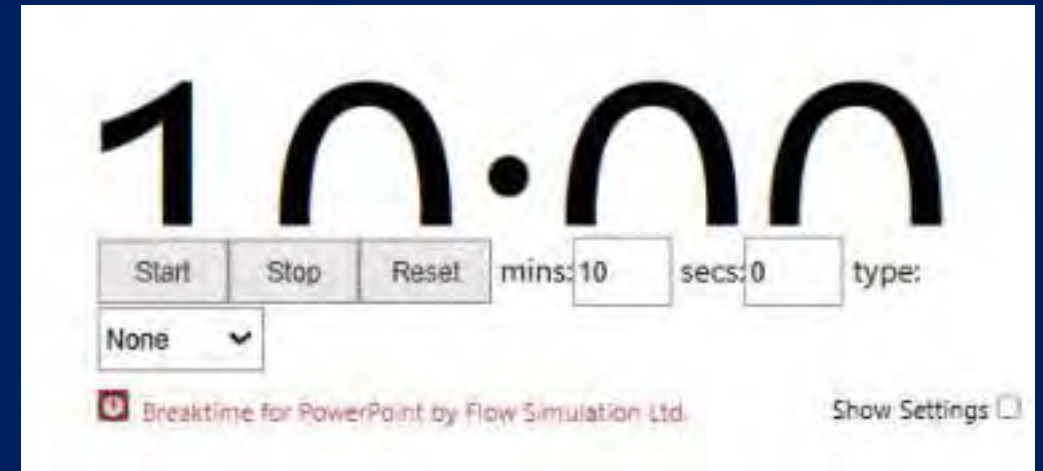 10:00
Start Stop Reset mins: 10 secs: 0 type:
None
Breaktime for PowerPoint by Flow Simulation Ltd. Show Settings